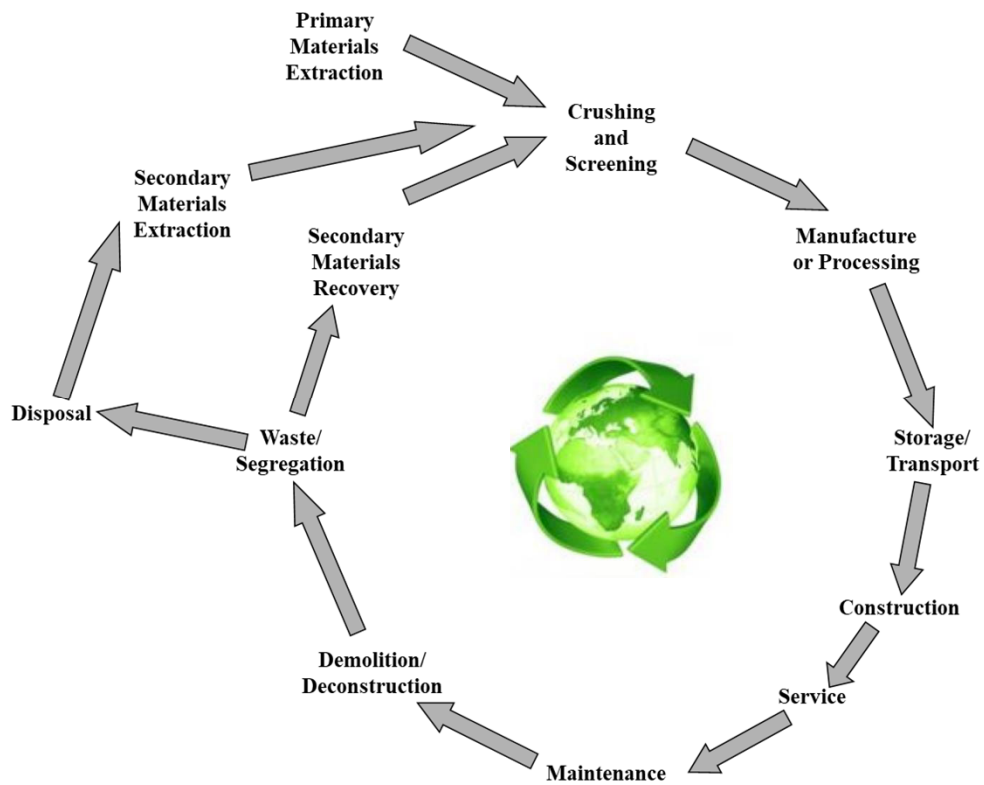 Primary
Materials
Extraction
Crushing
and
Screening
Manufacture
or Processing
Storage/
Transport
Construction
Service
Maintenance
Demolition/
Deconstruction
Waste/
Segregation
Disposal
Secondary
Materials
Extraction
Secondary
Materials
Recovery